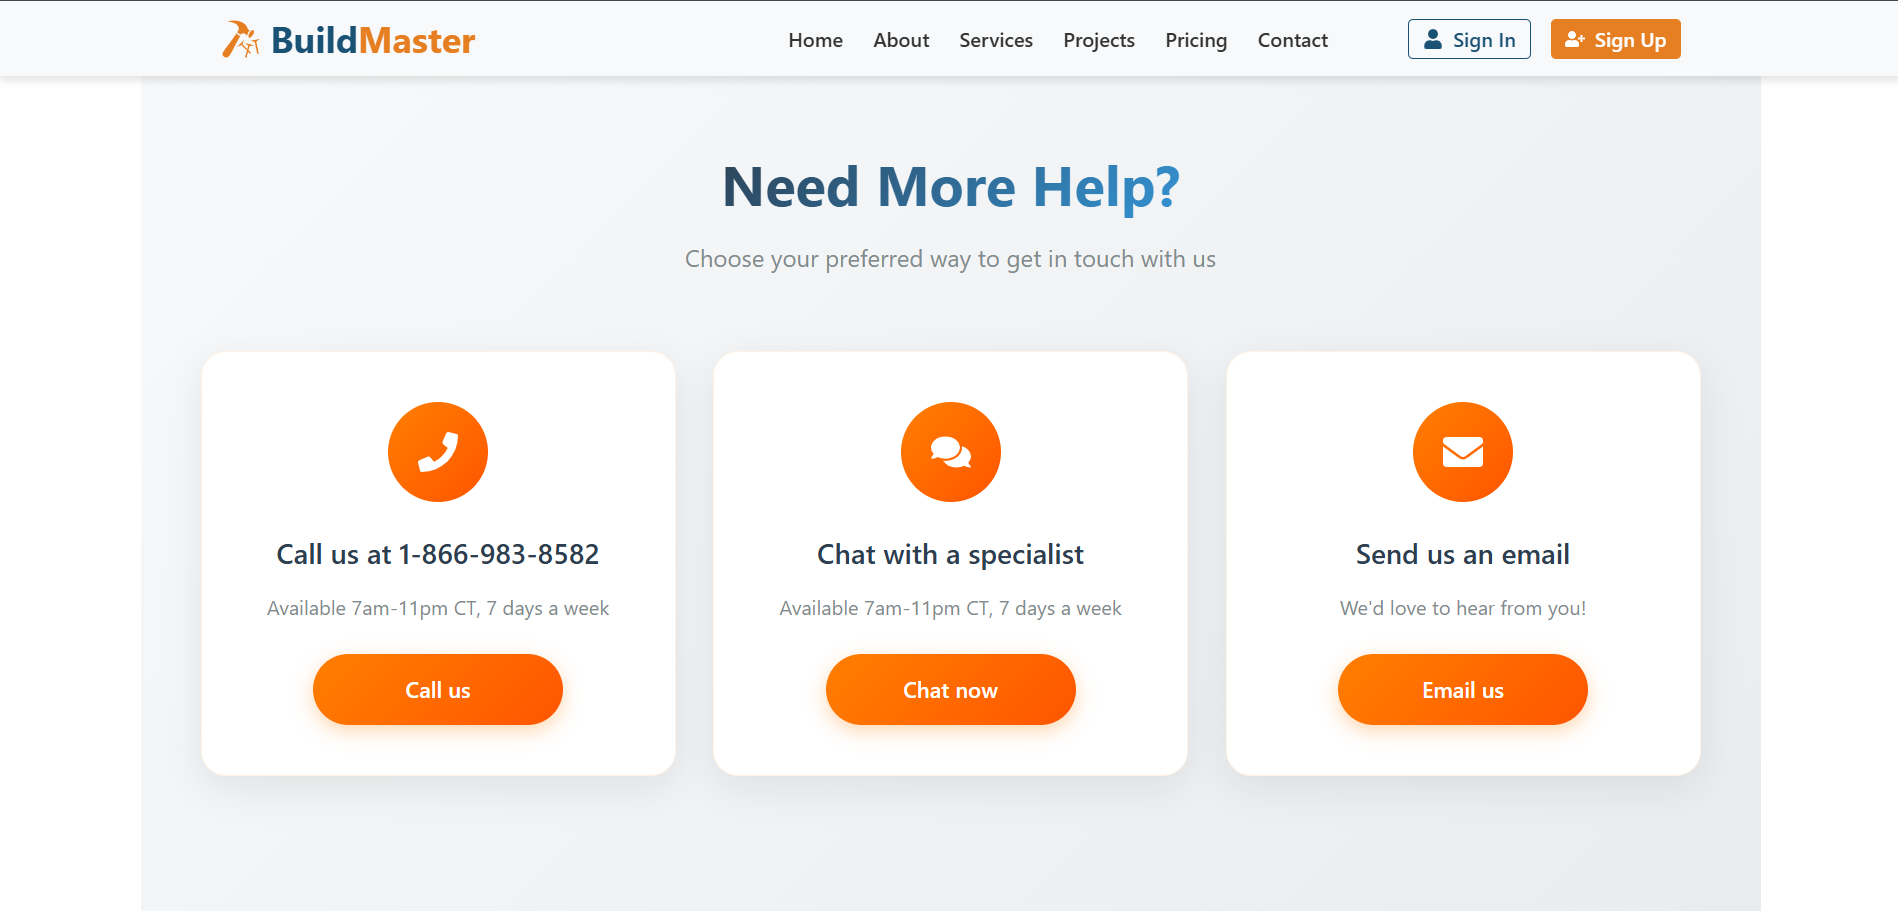 BuildMaster
Home About Services Projects Pricing Contact
Sign In
Sign Up
Need More Help?
Choose your preferred way to get in touch with us
Call us at 1-866-983-8582
Available 7am-11pm CT, 7 days a week
Call us
Chat with a specialist
Available 7am-11pm CT, 7 days a week
Chat now
Send us an email
We'd love to hear from you!
Email us